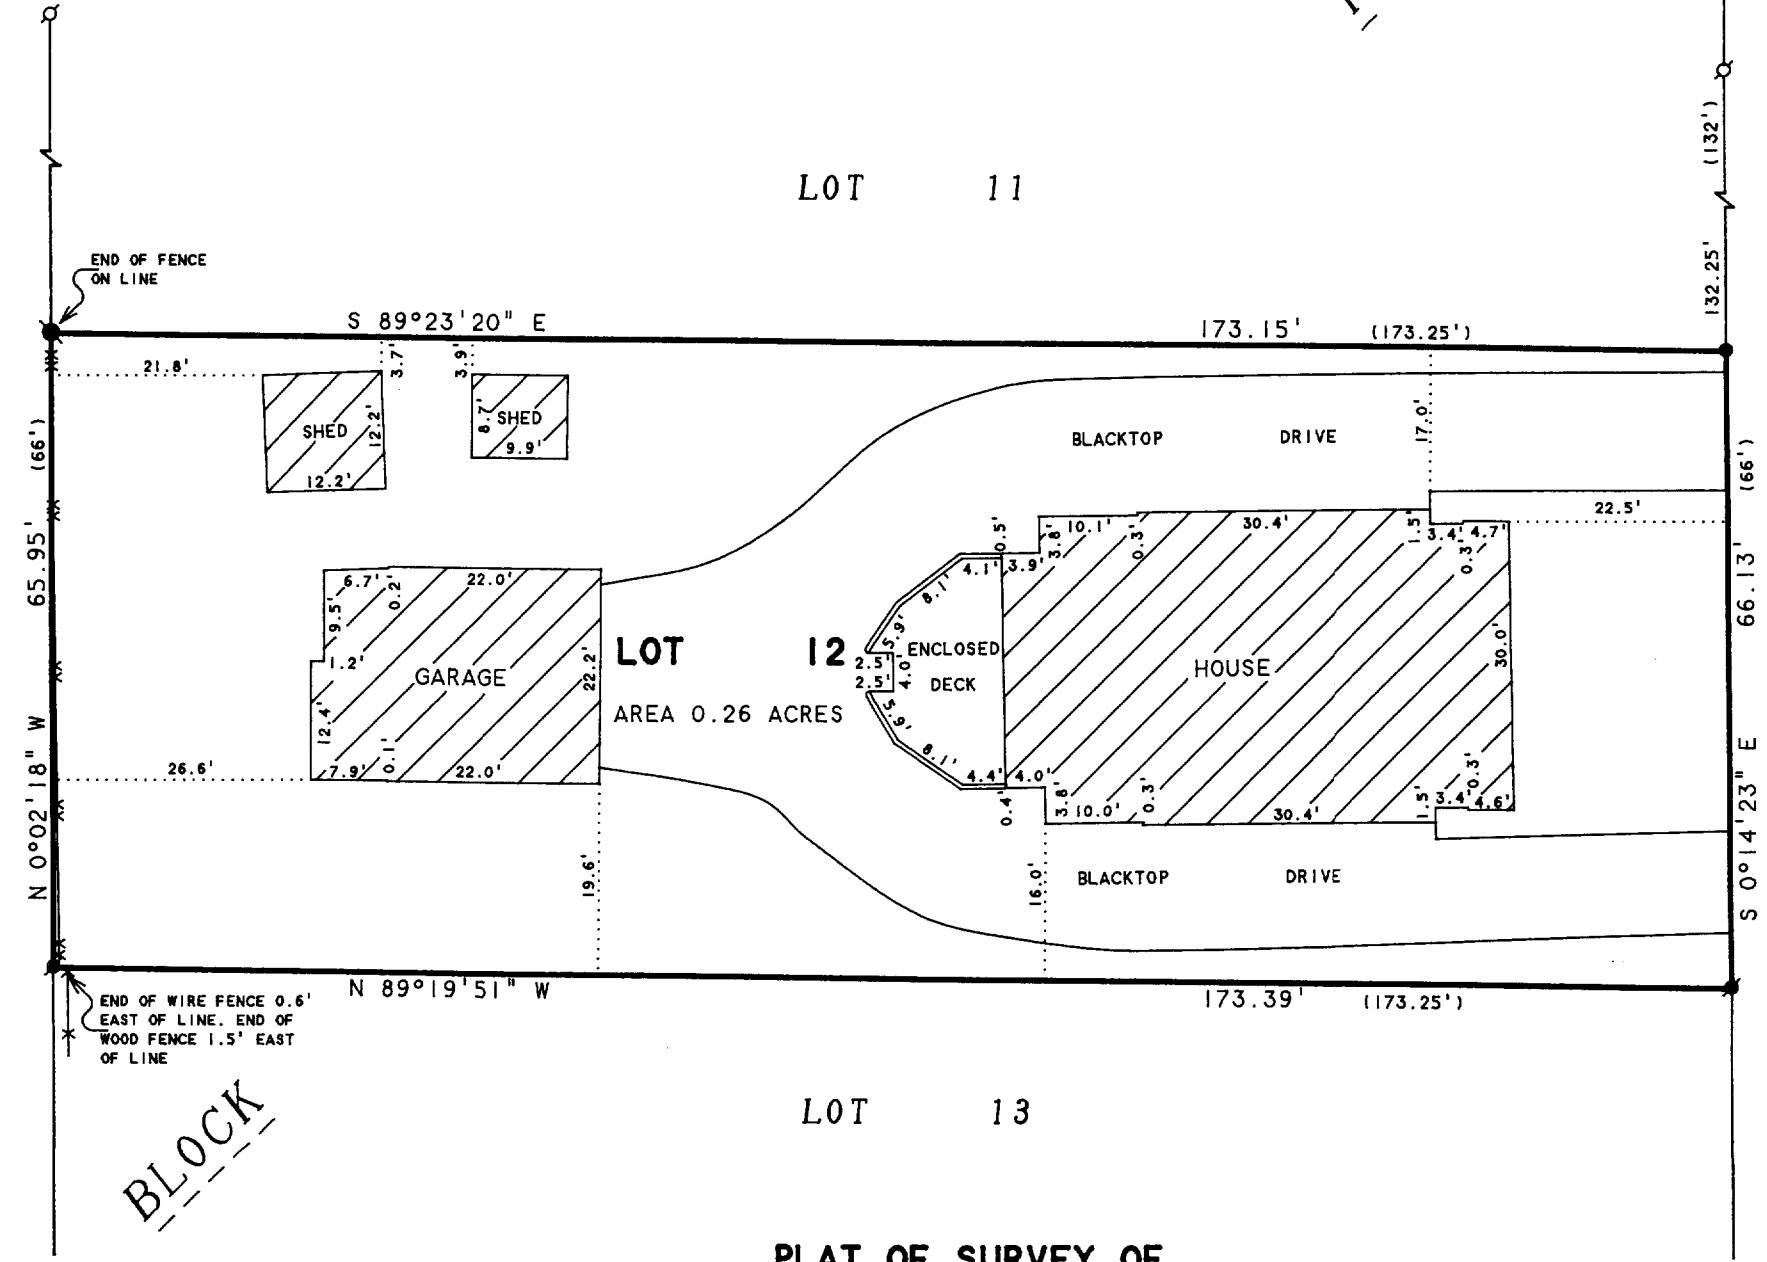 (132')
LOT 11
132.25'
END OF FENCE
ON LINE
S 89°23'20" E
173.15' (173.25')
21.8'
3.7'
3.9'
SHED
12.2'
12.2'
8.7'
SHED
9.9'
17.0'
BLACKTOP DRIVE
(66')
(66')
22.5'
65.95'
66.13'
0.5'
10.1'
3.8'
0.3'
30.4'
1.5'
3.4'
4.7'
0.3'
4.1'
3.9'
8.1'
5.9'
6.7'
0.2'
22.0'
9.5'
1.2'
GARAGE
22.2'
12.4'
7.9'
0.1'
22.0'
LOT 12
AREA 0.26 ACRES
2.5'
2.5'
4.0'
ENCLOSED
DECK
HOUSE
30.0'
5.9'
8.1'
4.4'
4.0'
0.4'
3.8'
10.0'
0.3'
30.4'
1.5'
3.4'
0.3'
4.6'
26.6'
19.6'
16.0'
BLACKTOP DRIVE
N 0°02'18" W
S 0°14'23" E
N 89°19'51" W
173.39' (173.25')
END OF WIRE FENCE 0.6'
EAST OF LINE. END OF
WOOD FENCE 1.5' EAST
OF LINE
BLOCK
LOT 13
PLAT OF SURVEY OF